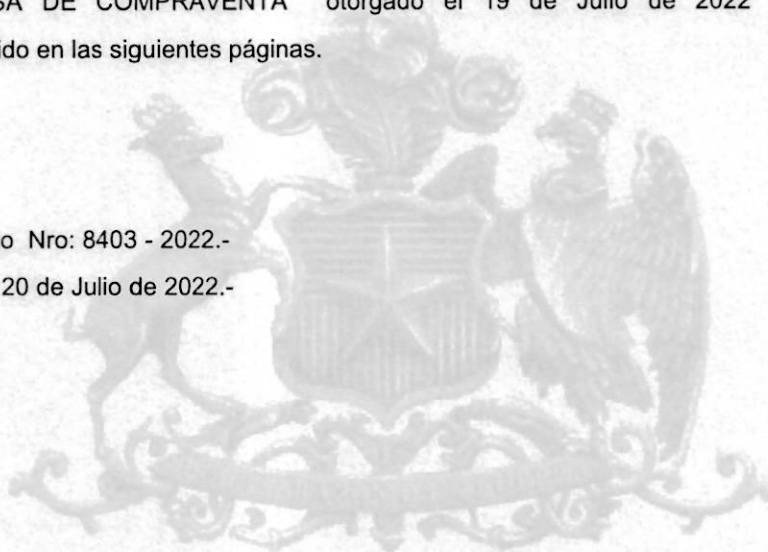 SA DE COMPRAVENTA" otorgado el 19 de Julio de 2022
ido en las siguientes páginas.
o Nro: 8403 - 2022.-
20 de Julio de 2022.-